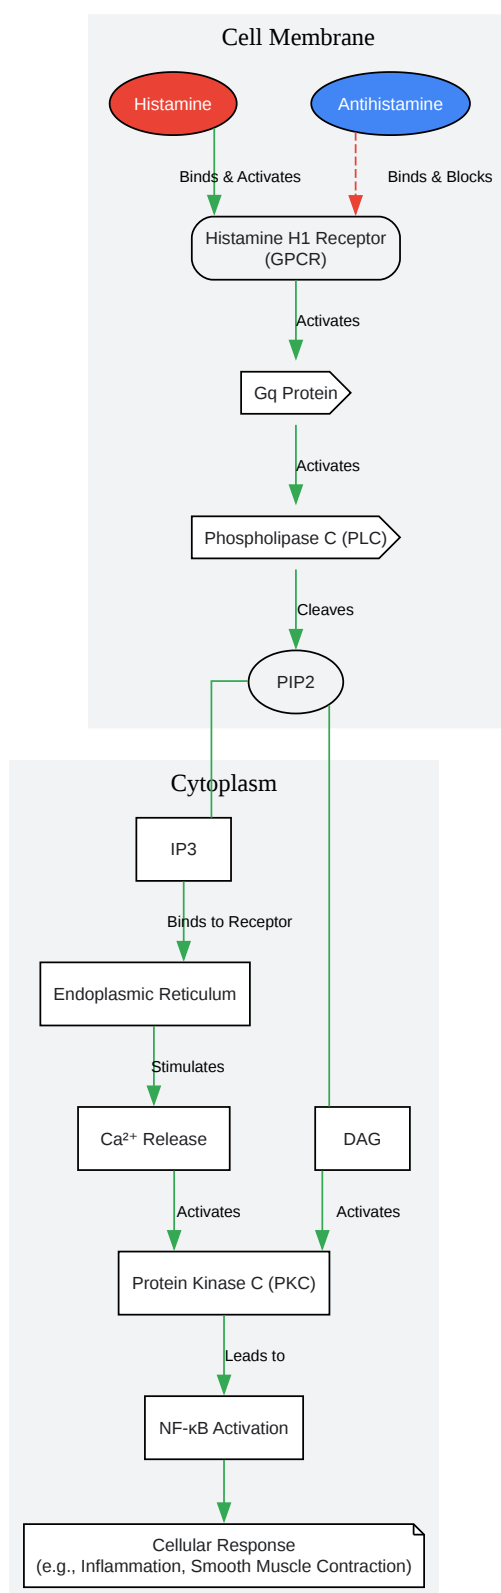 Cell Membrane
Histamine
Antihistamine
Binds & Activates
Binds & Blocks
Histamine H1 Receptor
(GPCR)
Activates
Gq Protein
Activates
Phospholipase C (PLC)
Cleaves
PIP2
Cytoplasm
IP3
Binds to Receptor
Endoplasmic Reticulum
Stimulates
Ca²⁺ Release
DAG
Activates
Activates
Protein Kinase C (PKC)
Leads to
NF-κB Activation
Cellular Response
(e.g., Inflammation, Smooth Muscle Contraction)